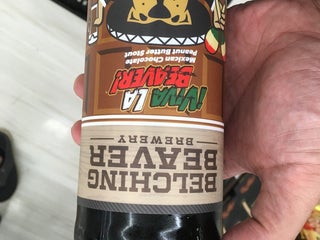 BELCHING
BEAVER
BREWERY
¡VIVA LA
BEAVER!
Mexican Chocolate
Peanut Butter Stout